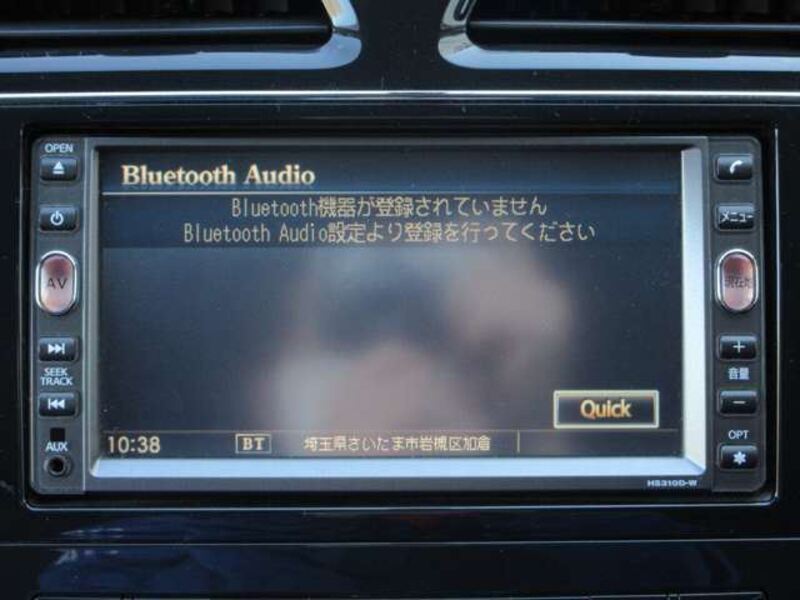 OPEN
Bluetooth Audio
Bluetooth機器が登録されていません
Bluetooth Audio設定より登録を行ってください
メニュー
AV
現在地
SEEK
TRACK
音量
Quick
OPT
AUX
10:38
BT
埼玉県さいたま市岩槻区加倉
HS310D-W